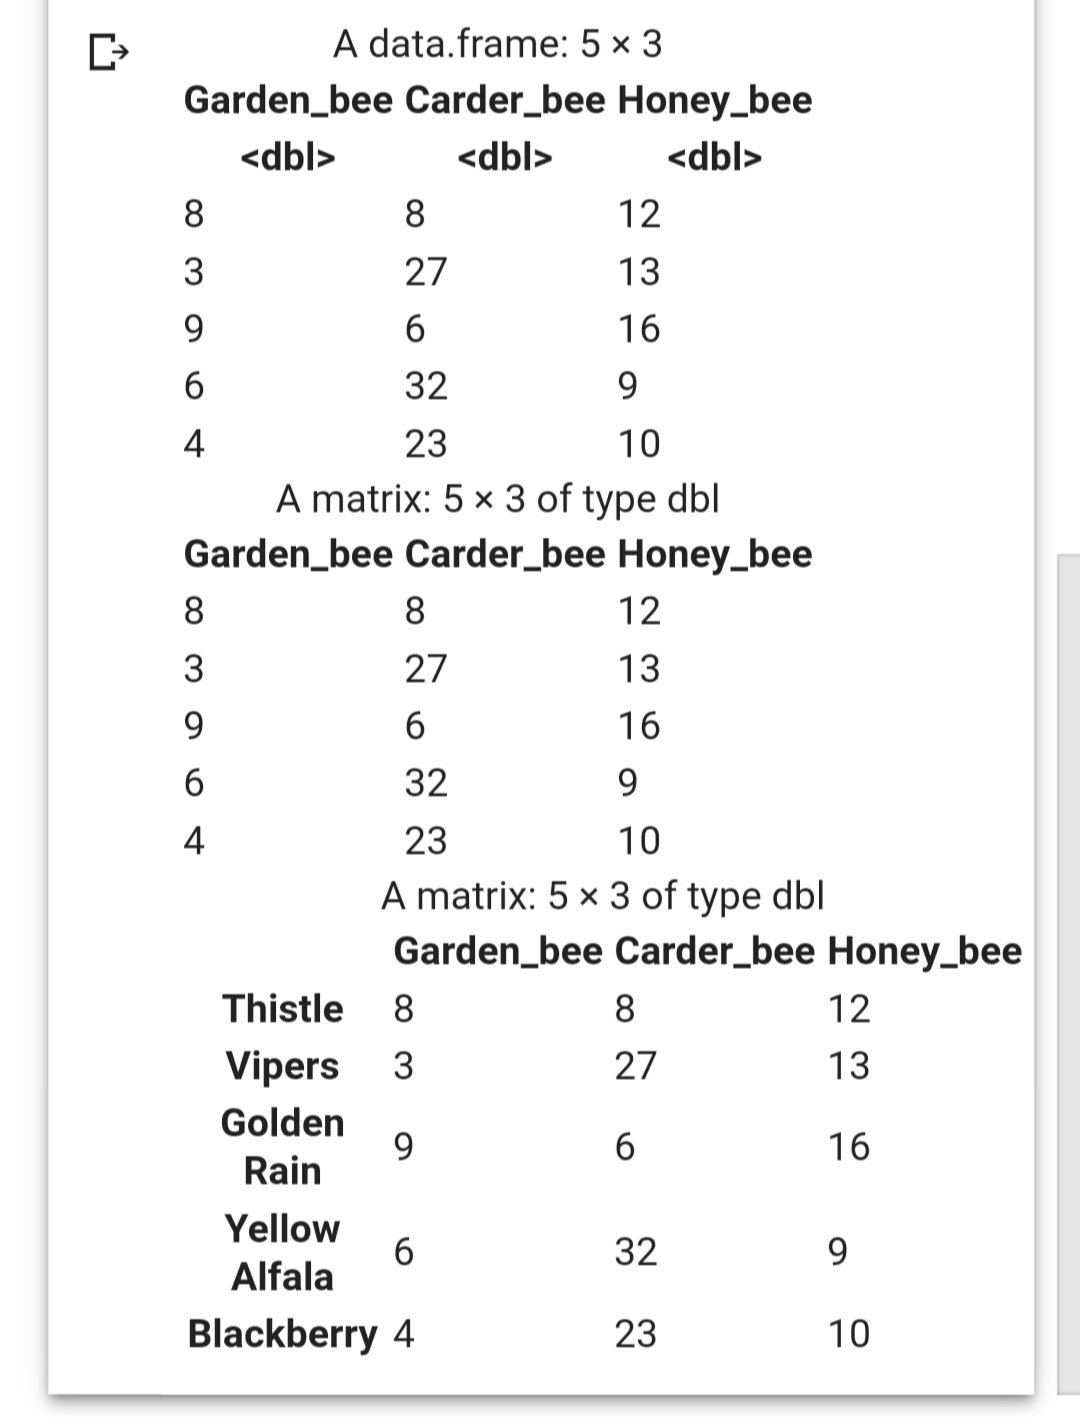 A data.frame: 5 × 3
Garden_bee Carder_bee Honey_bee
<dbl> <dbl> <dbl>
8 8 12
3 27 13
9 6 16
6 32 9
4 23 10
A matrix: 5 × 3 of type dbl
Garden_bee Carder_bee Honey_bee
8 8 12
3 27 13
9 6 16
6 32 9
4 23 10
A matrix: 5 × 3 of type dbl
Garden_bee Carder_bee Honey_bee
Thistle 8 8 12
Vipers 3 27 13
Golden
Rain 9 6 16
Yellow
Alfala 6 32 9
Blackberry 4 23 10